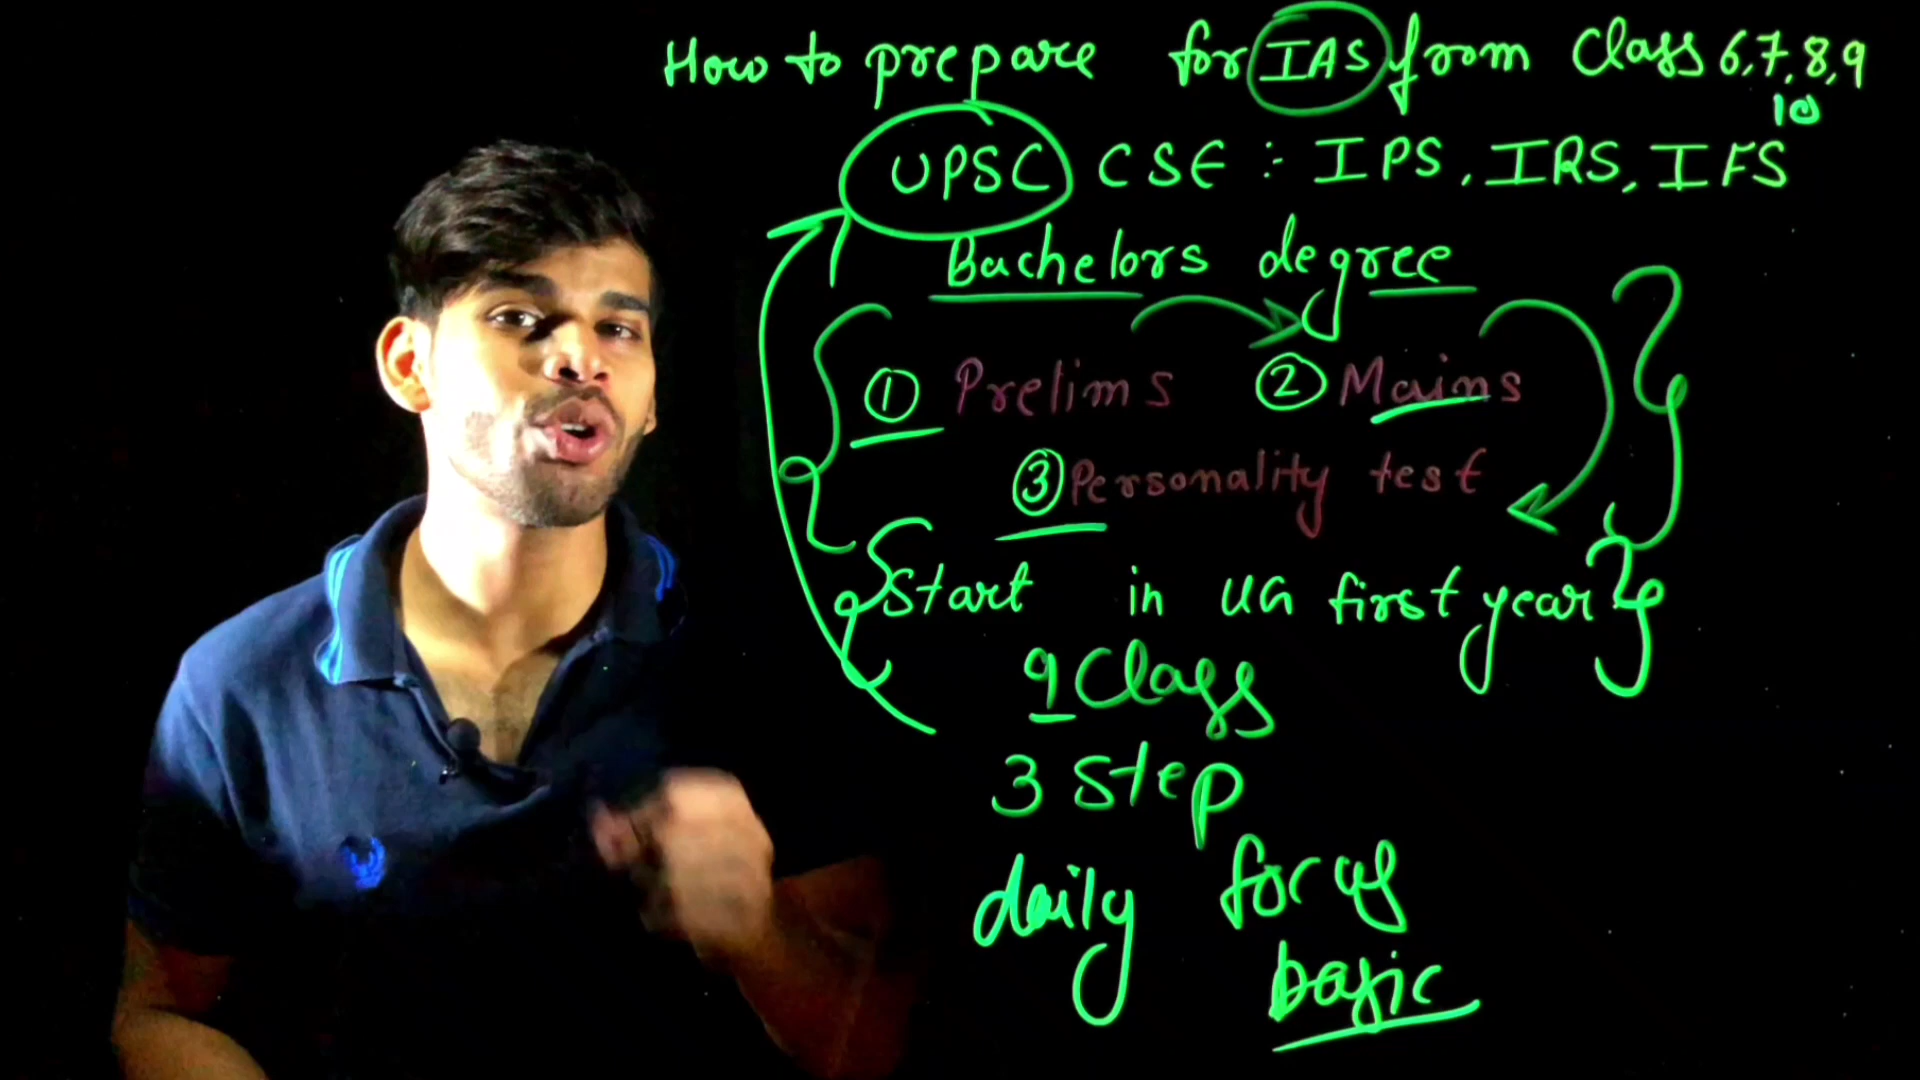 How to prepare for IAS from Class 6,7,8,9
10
UPSC CSE : IPS, IRS, IFS
Bachelors degree
① Prelims ② Mains
③ Personality test
Start in UG first year
9 Class
3 Step
daily
basic